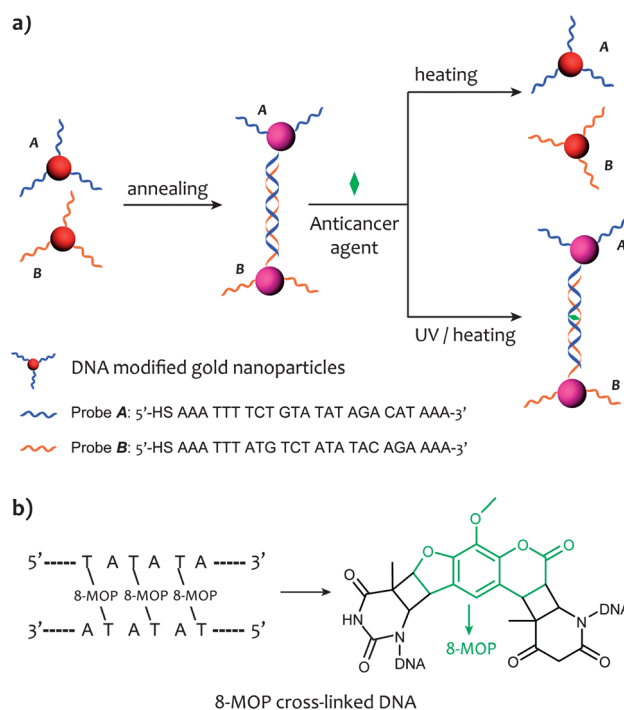 a)
A
B
annealing
A
B
Anticancer
agent
heating
A
B
UV / heating
A
B
DNA modified gold nanoparticles
Probe A: 5'-HS AAA TTT TCT GTA TAT AGA CAT AAA-3'
Probe B: 5'-HS AAA TTT ATG TCT ATA TAC AGA AAA-3'
b)
5' ----- T A T A T A ----- 3'
8-MOP 8-MOP 8-MOP
3' ----- A T A T A T ----- 5'
O
O
O
O
O
HN
O
N
DNA
8-MOP
N
DNA
O
O
8-MOP cross-linked DNA